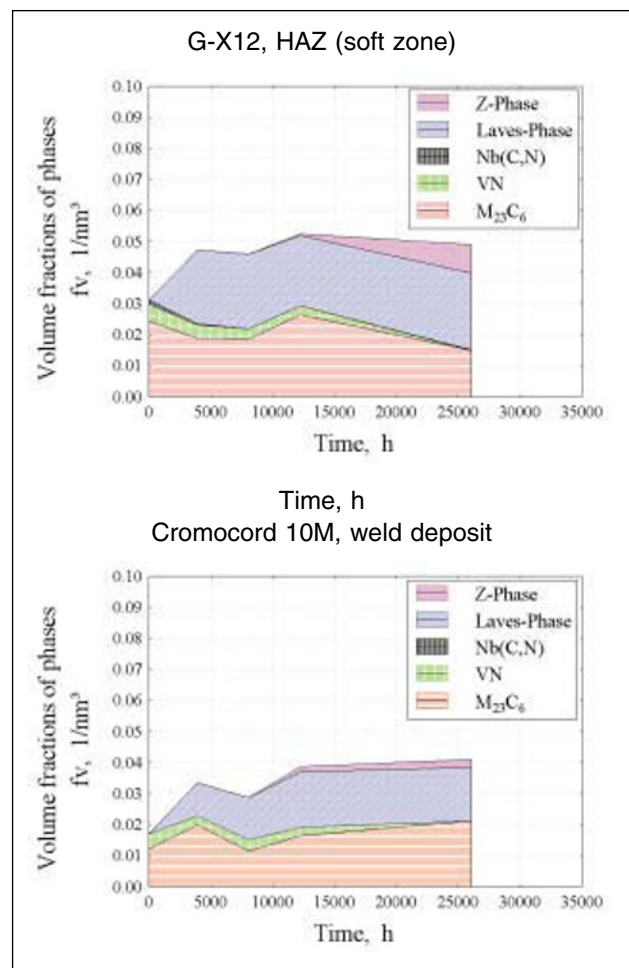 G-X12, HAZ (soft zone)
Volume fractions of phases
fv, 1/nm³
0.10
0.09
0.08
0.07
0.06
0.05
0.04
0.03
0.02
0.01
0.00
Z-Phase
Laves-Phase
Nb(C,N)
VN
M₂₃C₆
0 5000 10000 15000 20000 25000 30000 35000
Time, h
Time, h
Cromocord 10M, weld deposit
Volume fractions of phases
fv, 1/nm³
0.10
0.09
0.08
0.07
0.06
0.05
0.04
0.03
0.02
0.01
0.00
Z-Phase
Laves-Phase
Nb(C,N)
VN
M₂₃C₆
0 5000 10000 15000 20000 25000 30000 35000
Time, h